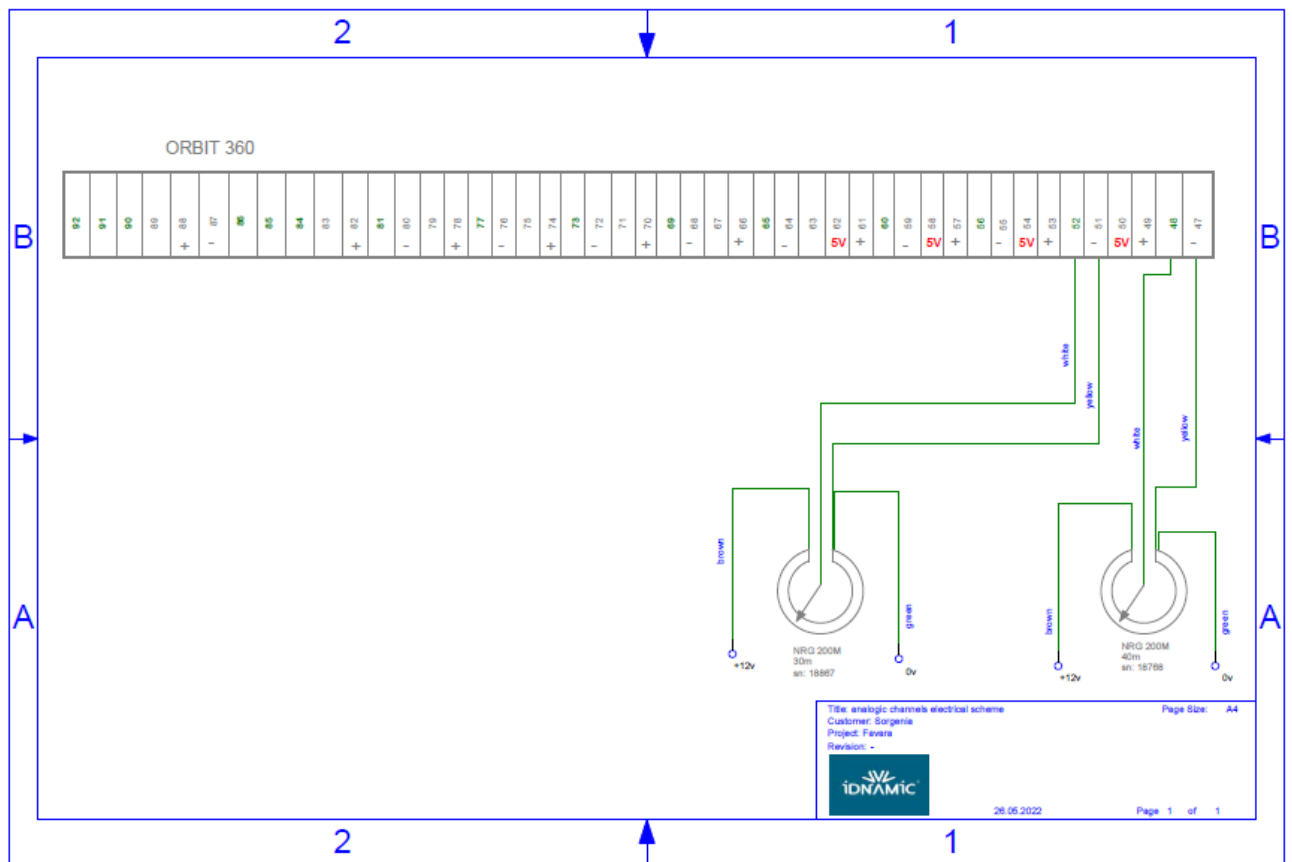 2 1
ORBIT 360
B B
92 91 90 89 88 87 86 85 84 83 82 81 80 79 78 77 76 75 74 73 72 71 70 69 68 67 66 65 64 63 62 61 60 59 58 57 56 55 54 53 52 51 50 49 48 47
+ - + - + - + - + - + - 5V + - 5V + - 5V + - 5V + -
white
yellow
white
yellow
brown
green
brown
green
A A
NRG 200M
30m
sn: 18867
+12v
0v
NRG 200M
40m
sn: 18768
+12v
0v
Title: analogic channels electrical scheme Page Size: A4
Customer: Sorgenia
Project: Favara
Revision: -
iDNAMiC
26.05.2022 Page 1 of 1
2 1